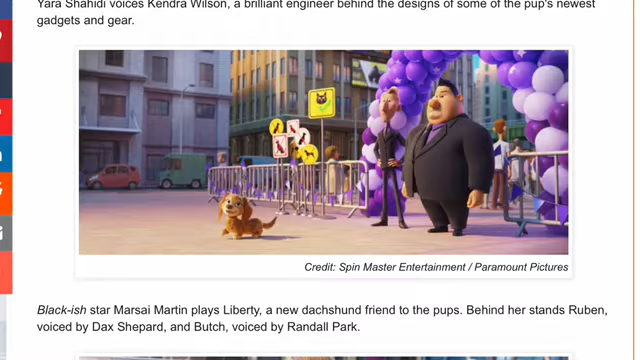 Yara Shahidi voices Kendra Wilson, a brilliant engineer behind the designs of some of the pup's newest
gadgets and gear.
Credit: Spin Master Entertainment / Paramount Pictures
Black-ish star Marsai Martin plays Liberty, a new dachshund friend to the pups. Behind her stands Ruben,
voiced by Dax Shepard, and Butch, voiced by Randall Park.